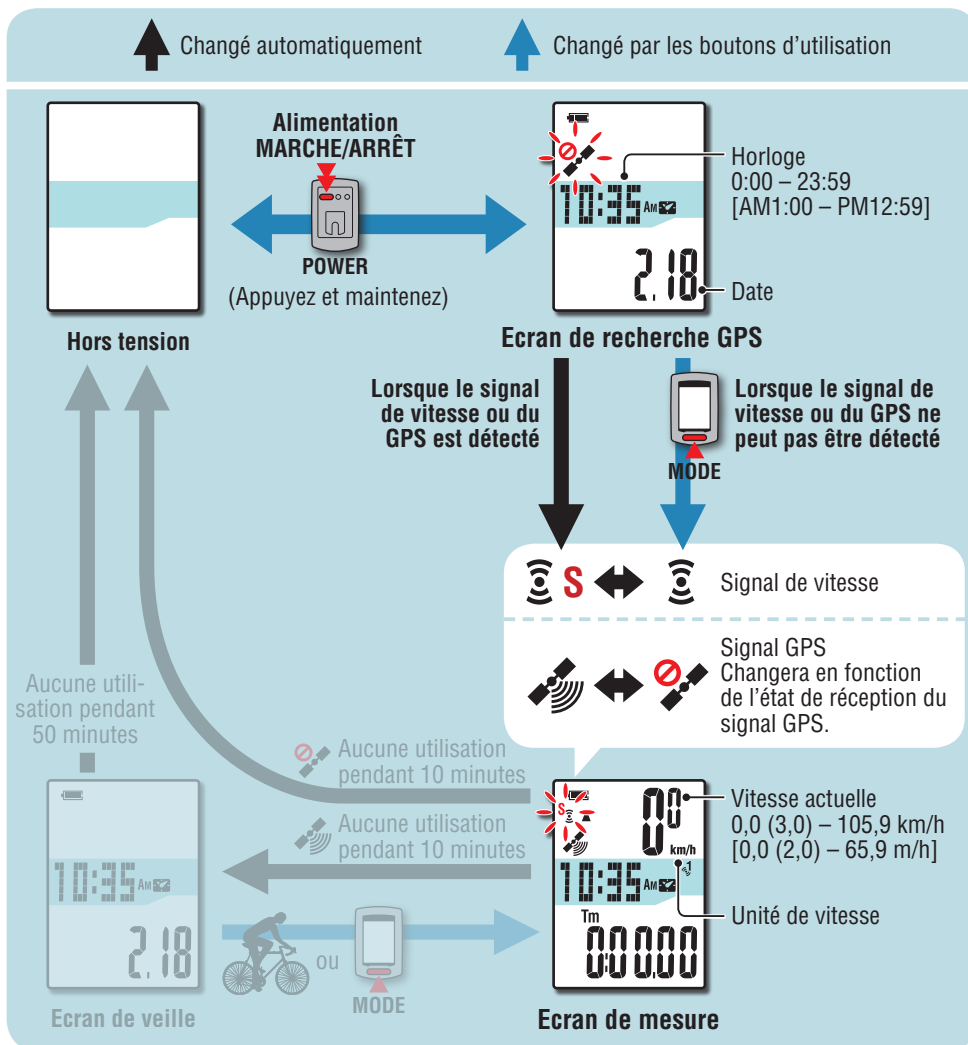 Changé automatiquement
Changé par les boutons d'utilisation
Alimentation
MARCHE/ARRÊT
POWER
(Appuyez et maintenez)
Hors tension
10:35 AM
2.18
Horloge
0:00 – 23:59
[AM1:00 – PM12:59]
Date
Ecran de recherche GPS
Lorsque le signal
de vitesse ou du
GPS est détecté
Lorsque le signal de
vitesse ou du GPS ne
peut pas être détecté
MODE
S
Signal de vitesse
Signal GPS
Changera en fonction
de l'état de réception du
signal GPS.
Aucune utili-
sation pendant
50 minutes
Aucune utilisation
pendant 10 minutes
Aucune utilisation
pendant 10 minutes
10:35 AM
2.18
Ecran de veille
ou
MODE
S
00
km/h
10:35 AM
1
Tm
0:00.00
Vitesse actuelle
0,0 (3,0) – 105,9 km/h
[0,0 (2,0) – 65,9 m/h]
Unité de vitesse
Ecran de mesure